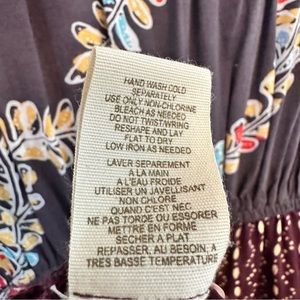 HAND WASH COLD
SEPARATELY
USE ONLY NON-CHLORINE
BLEACH AS NEEDED
DO NOT TWIST/WRING
RESHAPE AND LAY
FLAT TO DRY
LOW IRON AS NEEDED
LAVER SEPAREMENT
A LA MAIN
A L'EAU FROIDE
UTILISER UN JAVELLISANT
NON CHLORE
QUAND C'EST NEC
NE PAS TORDE OU ESSORER
METTRE EN FORME
SECHER A PLAT
REPASSER, AU BESOIN, A
TRES BASSE TEMPERATURE